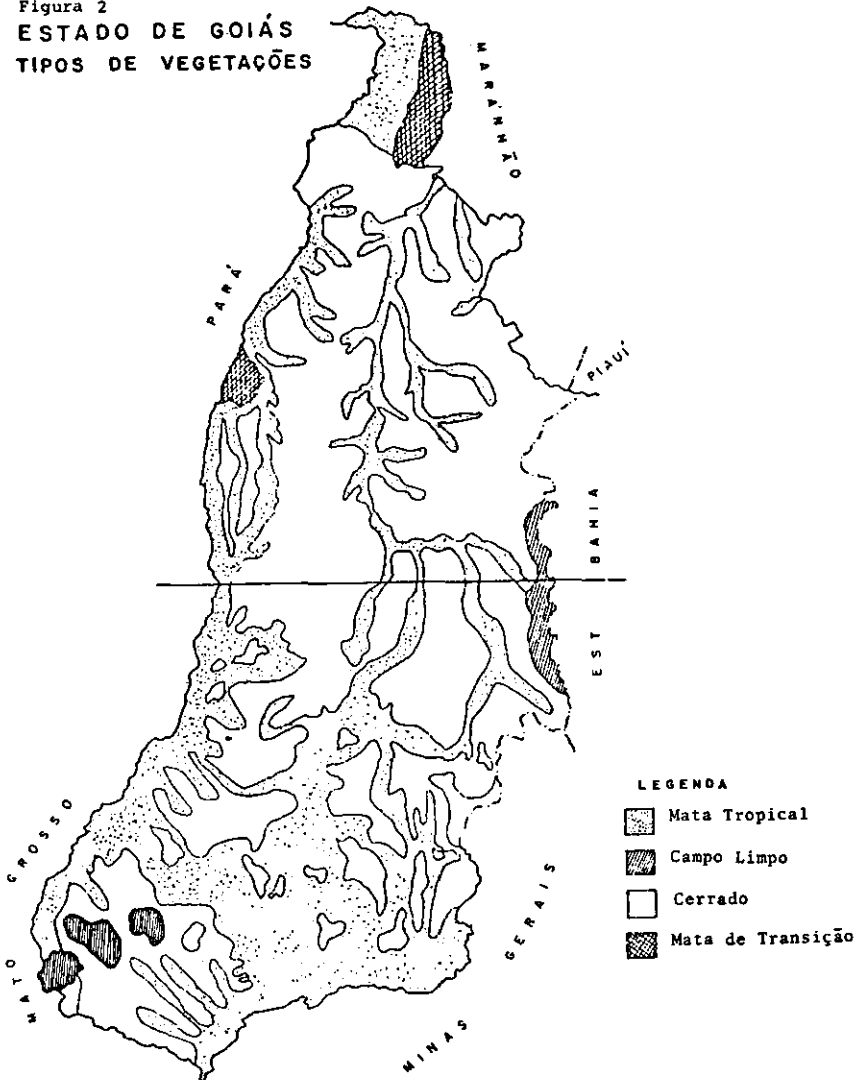 Figura 2
ESTADO DE GOIÁS
TIPOS DE VEGETAÇÕES
MARANHÃO
PARÁ
PIAUÍ
EST BAHIA
MATO GROSSO
MINAS GERAIS
LEGENDA
Mata Tropical
Campo Limpo
Cerrado
Mata de Transição